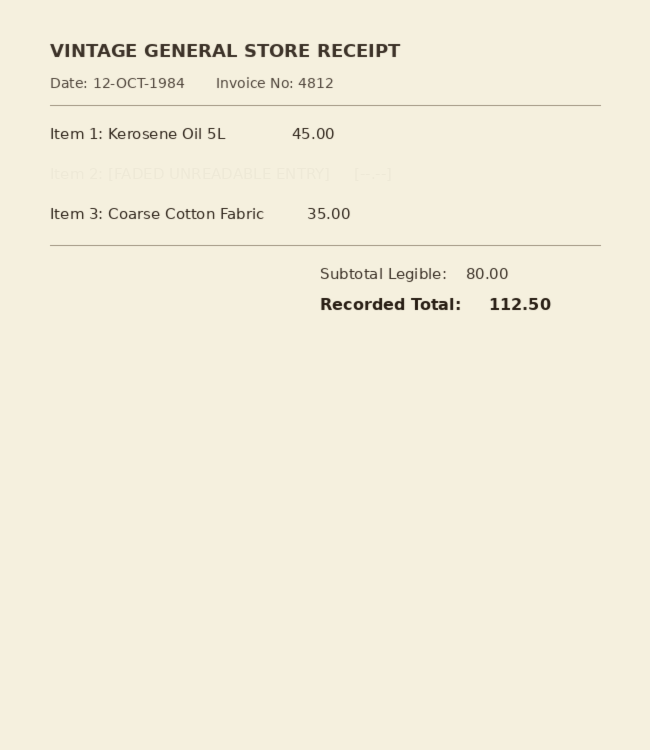 VINTAGE GENERAL STORE RECEIPT
Date: 12-OCT-1984 Invoice No: 4812
Item 1: Kerosene Oil 5L 45.00
Item 2: [FADED UNREADABLE ENTRY] [-- --]
Item 3: Coarse Cotton Fabric 35.00
Subtotal Legible: 80.00
Recorded Total: 112.50